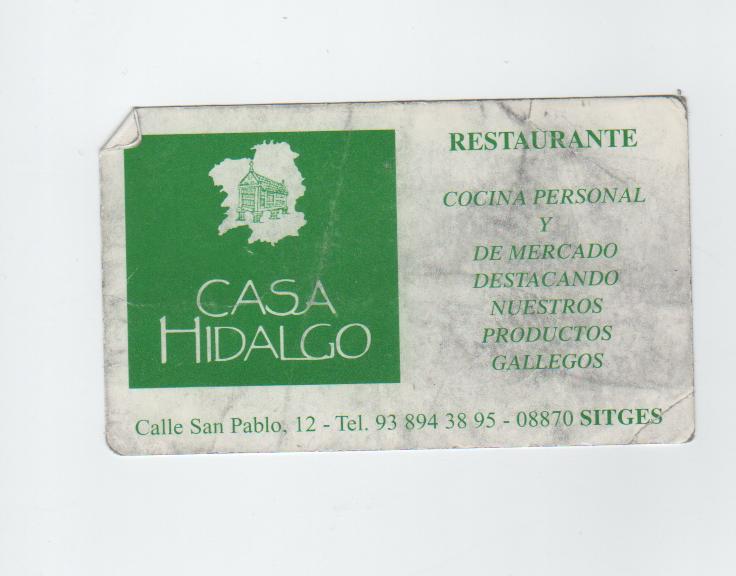 CASA
HIDALGO
RESTAURANTE
COCINA PERSONAL
Y
DE MERCADO
DESTACANDO
NUESTROS
PRODUCTOS
GALLEGOS
Calle San Pablo, 12 - Tel. 93 894 38 95 - 08870 SITGES